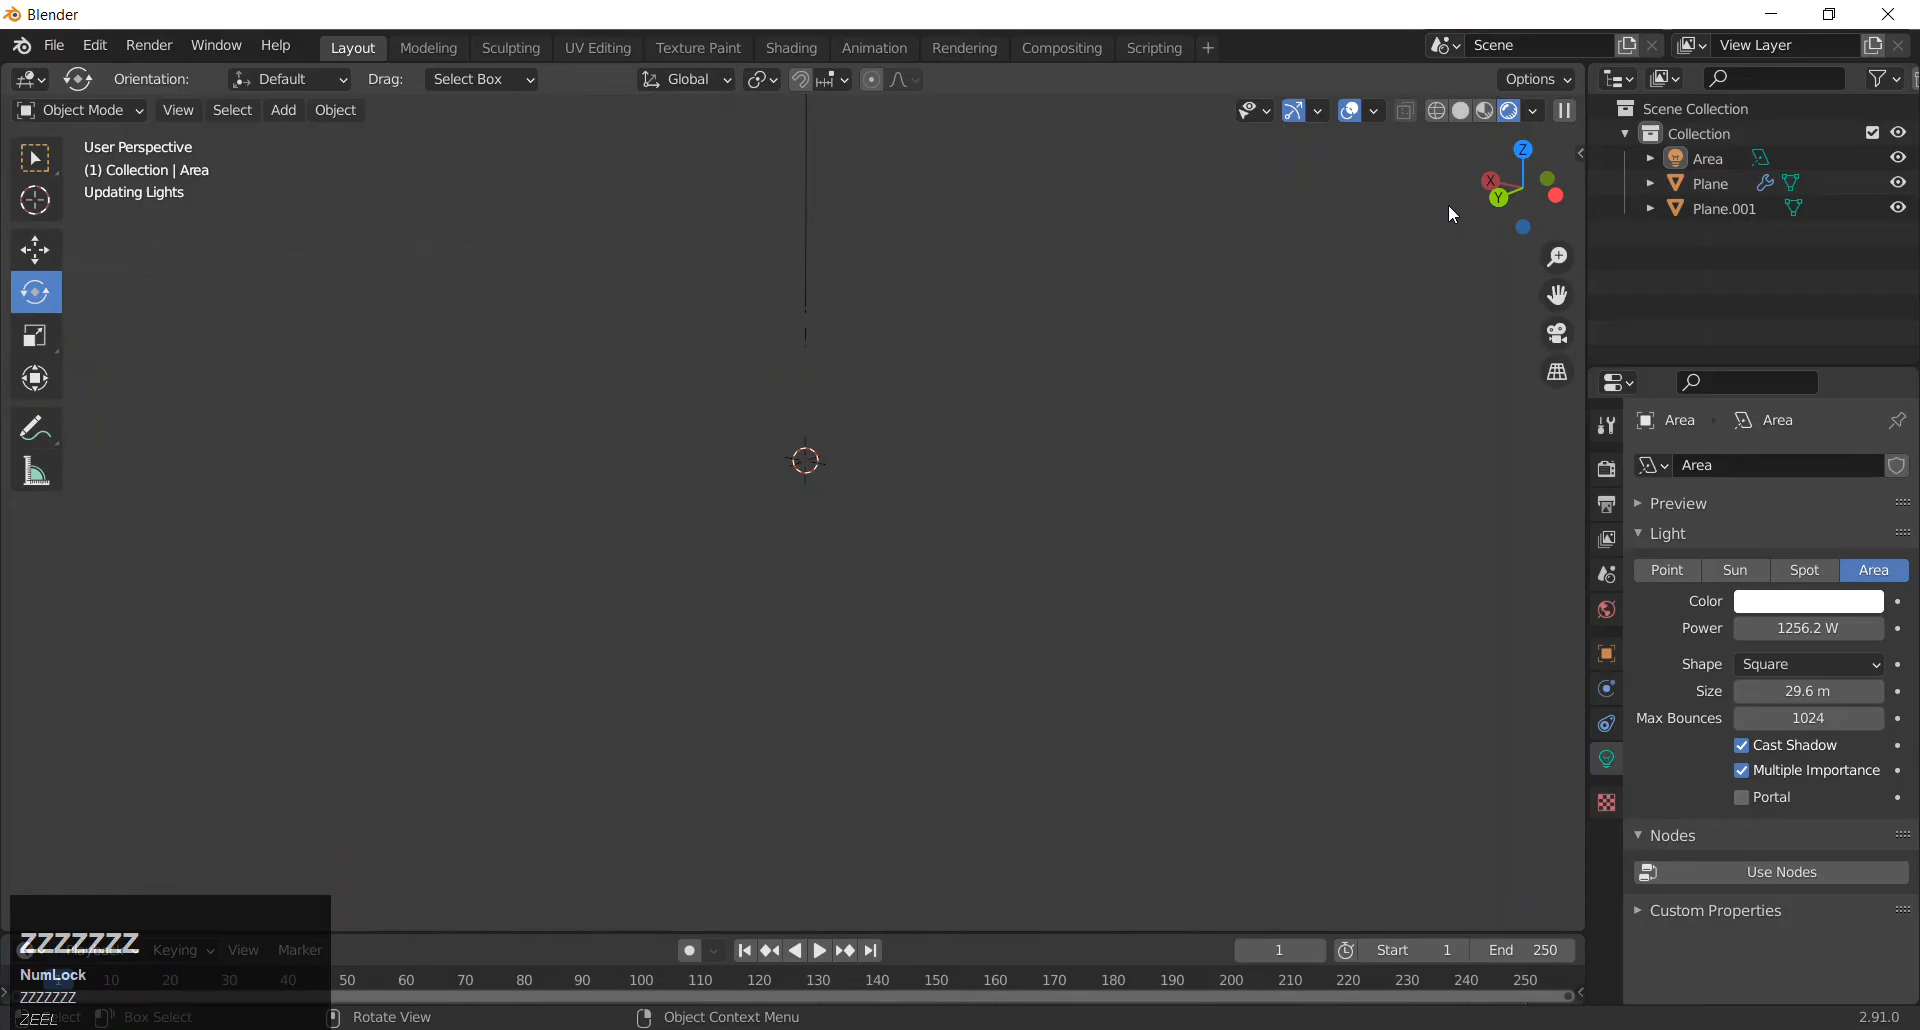 Blender
File Edit Render Window Help Layout Modeling Sculpting UV Editing Texture Paint Shading Animation Rendering Compositing Scripting + Scene View Layer
Orientation: Default Drag: Select Box Global Options
Object Mode View Select Add Object
User Perspective
(1) Collection | Area
Updating Lights
Z
X
Y
Scene Collection
Collection
Area
Plane
Plane.001
Area Area
Area
Preview
Light
Point Sun Spot Area
Color
Power 1256.2 W
Shape Square
Size 29.6 m
Max Bounces 1024
Cast Shadow
Multiple Importance
Portal
Nodes
Use Nodes
Custom Properties
ZZZZZZZ
Keying View Marker 1 Start 1 End 250
NumLock
1 10 20 30 40 50 60 70 80 90 100 110 120 130 140 150 160 170 180 190 200 210 220 230 240 250
ZZZZZZZ
ZEEL
Select Box Select Rotate View Object Context Menu 2.91.0